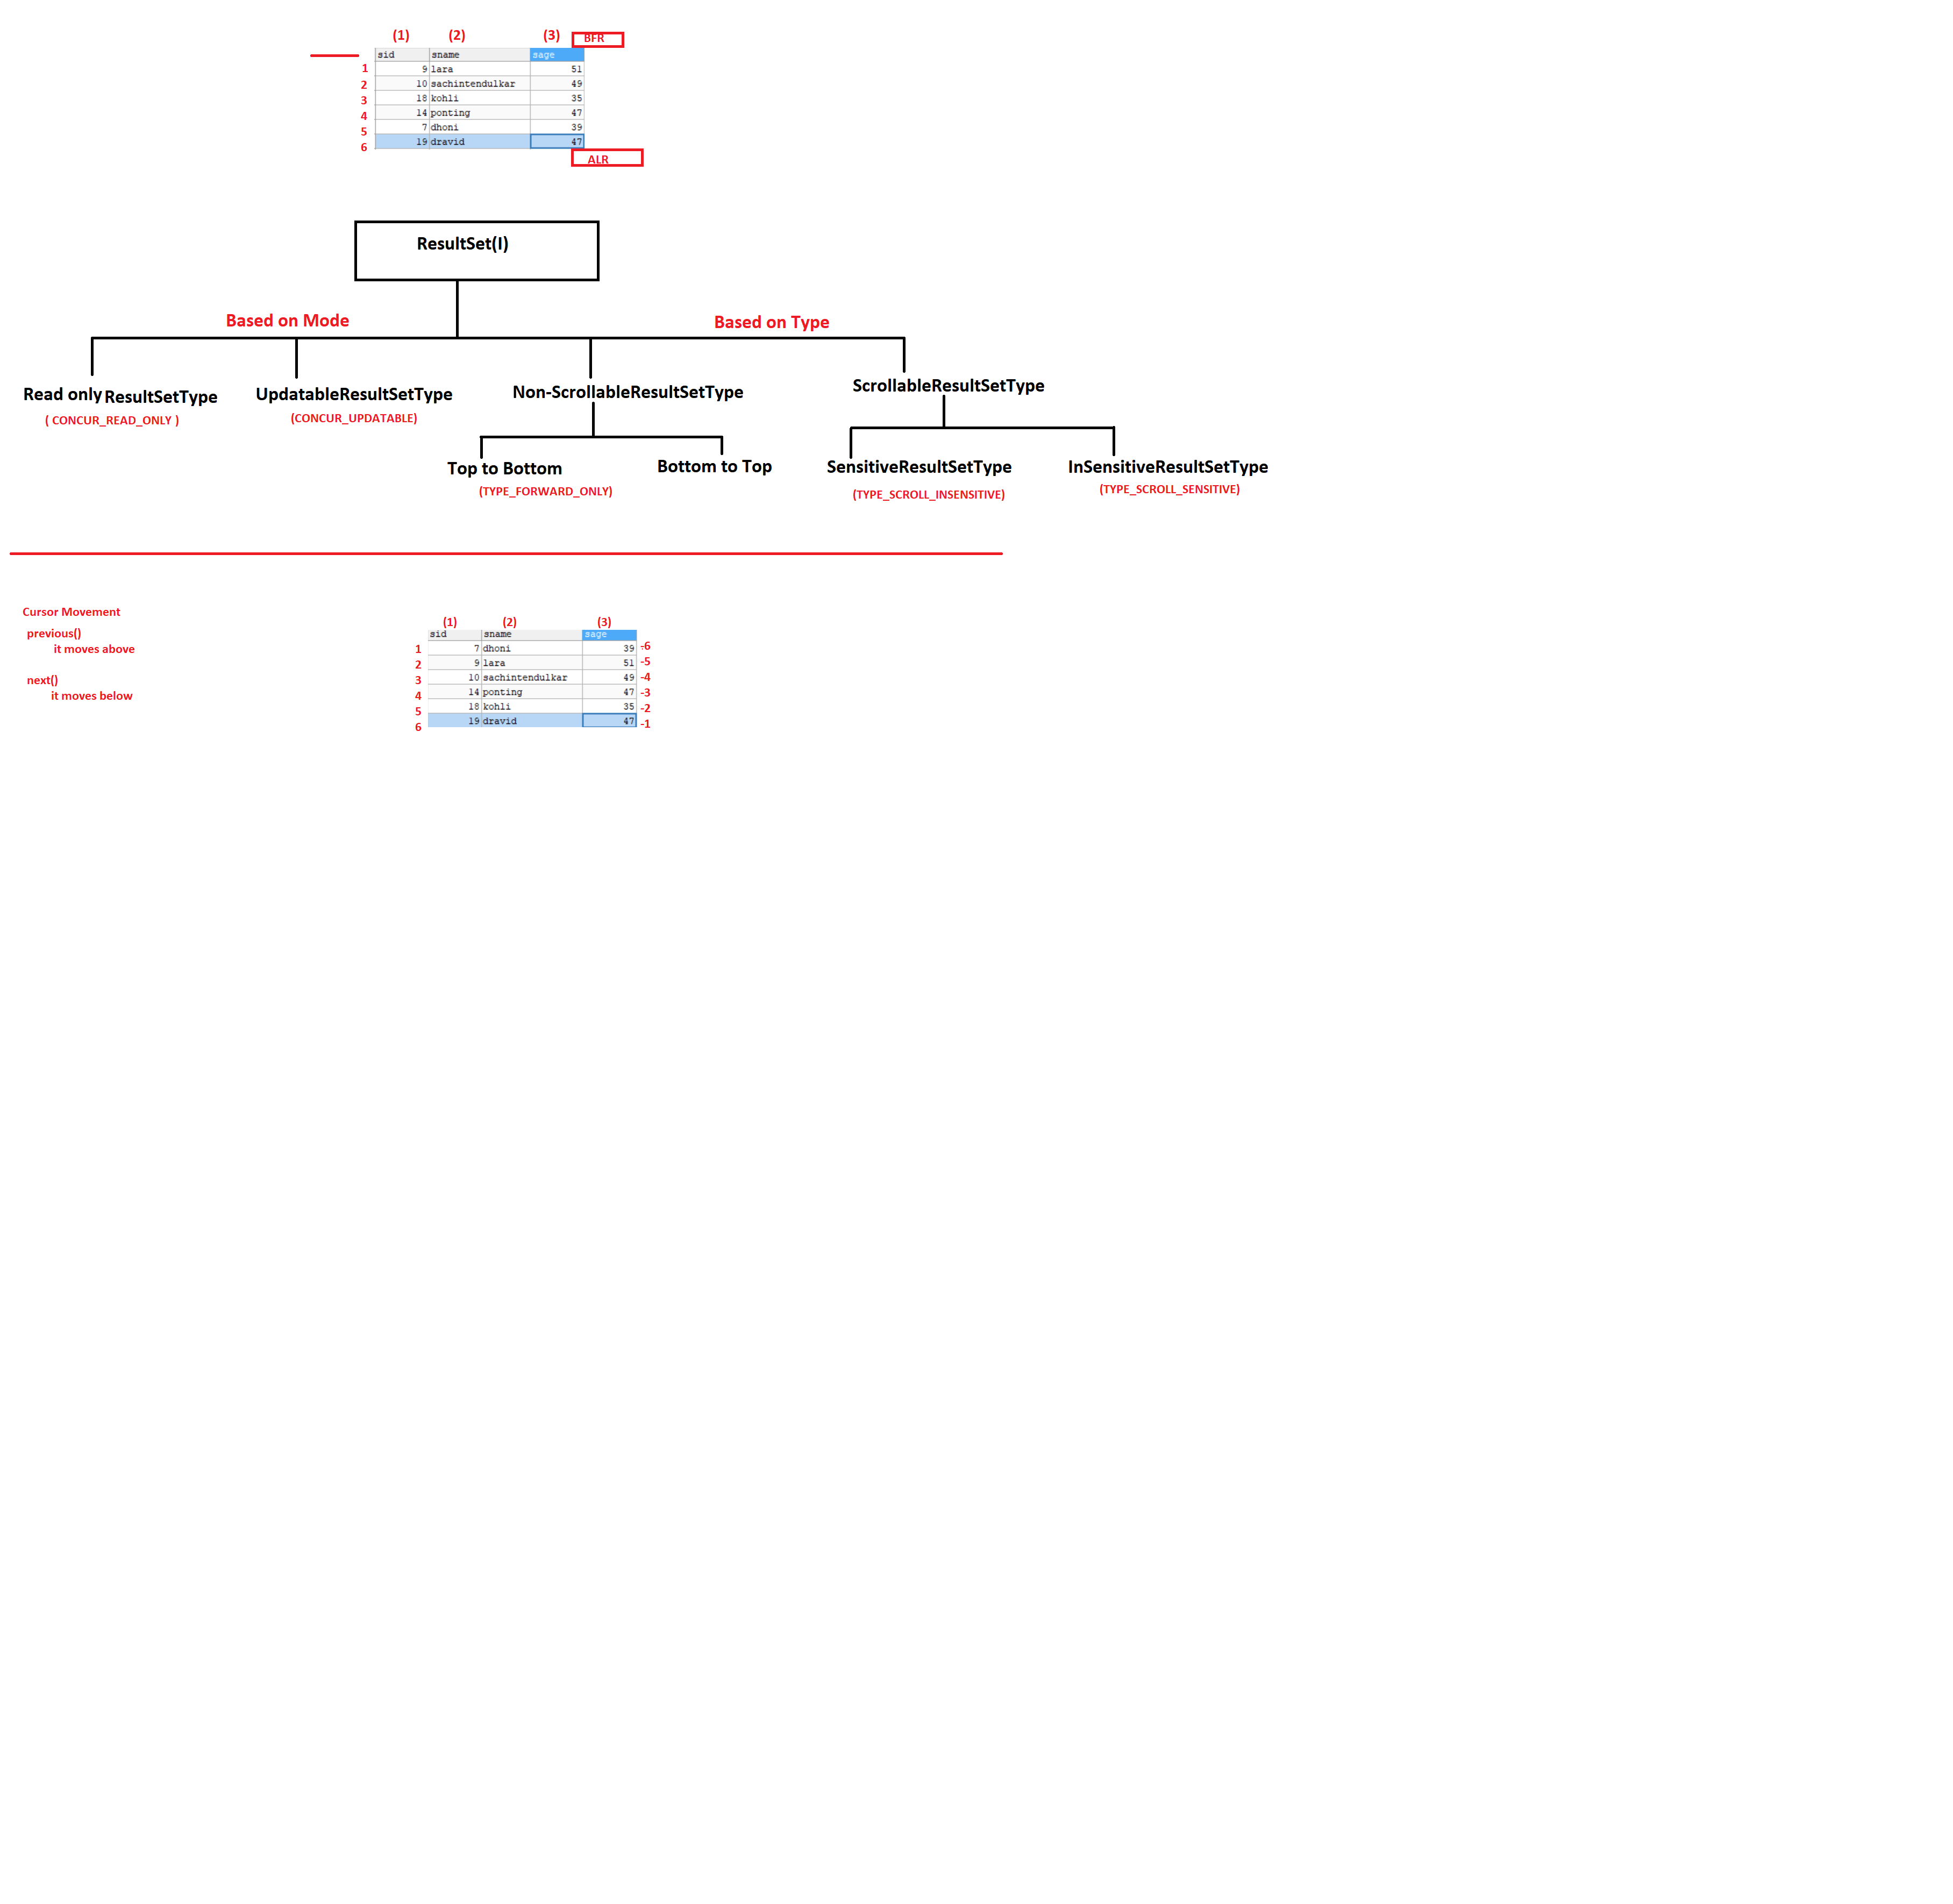 (1) (2) (3) BFR
sid sname sage
1 9 lara 51
2 10 sachintendulkar 49
3 18 kohli 35
4 14 ponting 47
5 7 dhoni 39
6 19 dravid 47
ALR
ResultSet(I)
Based on Mode Based on Type
Read only ResultSetType UpdatableResultSetType Non-ScrollableResultSetType ScrollableResultSetType
( CONCUR_READ_ONLY ) (CONCUR_UPDATABLE)
Top to Bottom Bottom to Top SensitiveResultSetType InSensitiveResultSetType
(TYPE_FORWARD_ONLY) (TYPE_SCROLL_INSENSITIVE) (TYPE_SCROLL_SENSITIVE)
Cursor Movement
previous()
it moves above
next()
it moves below
(1) (2) (3)
sid sname sage
1 7 dhoni 39 -6
2 9 lara 51 -5
3 10 sachintendulkar 49 -4
4 14 ponting 47 -3
5 18 kohli 35 -2
6 19 dravid 47 -1